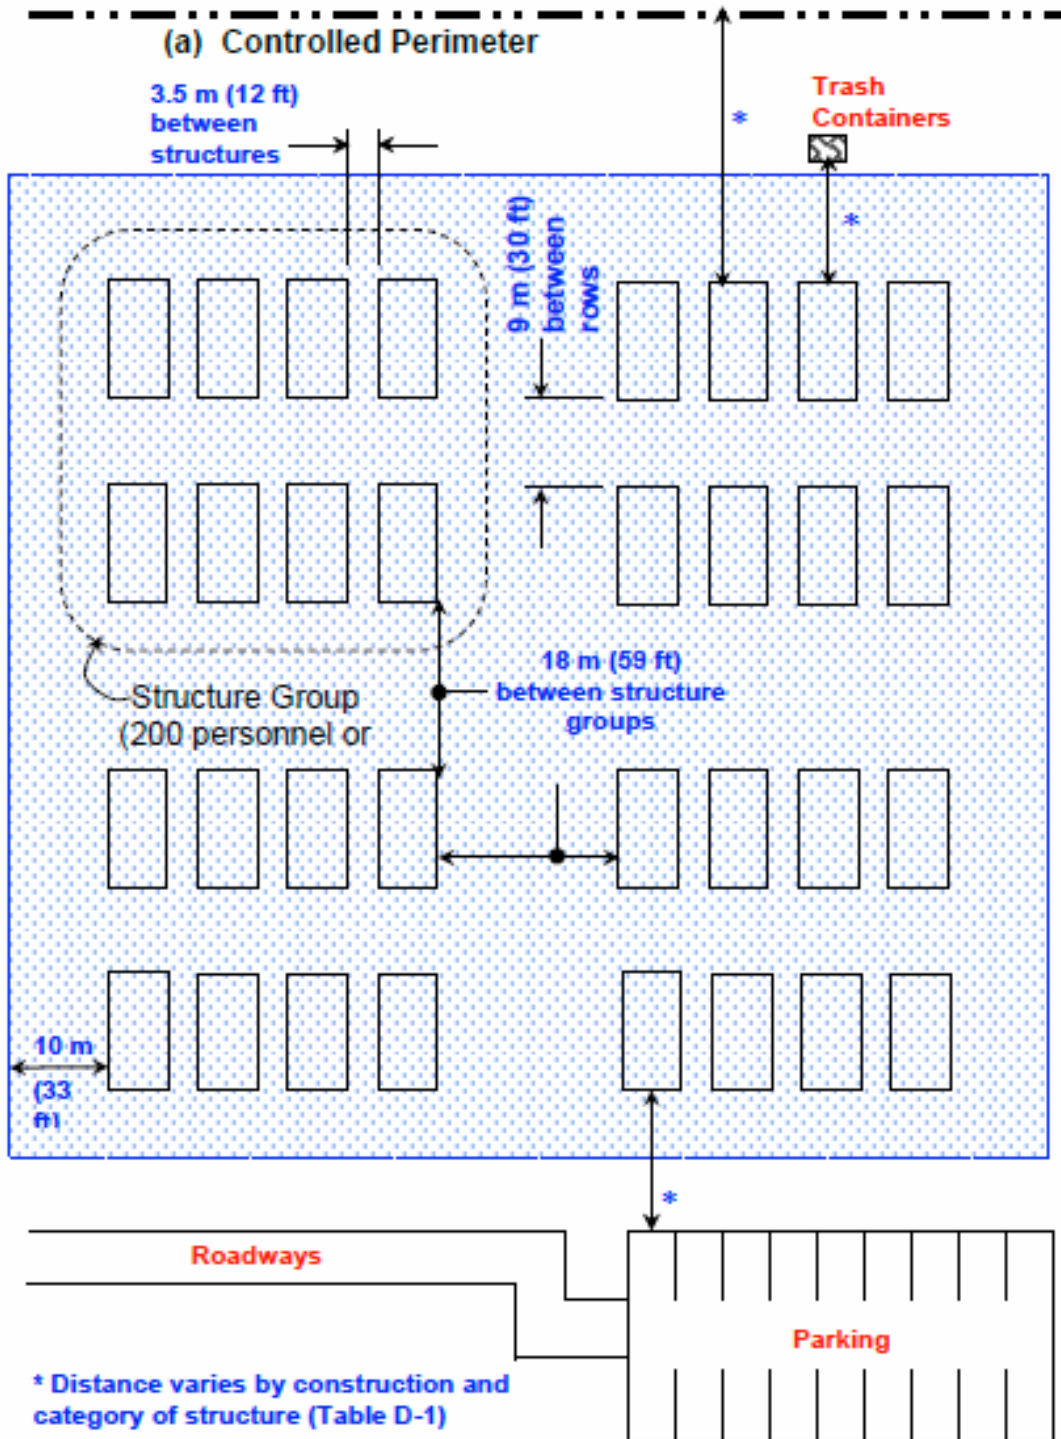 (a) Controlled Perimeter
3.5 m (12 ft)
between
structures
*
Trash
Containers
*
9 m (30 ft)
between
rows
18 m (59 ft)
between structure
groups
Structure Group
(200 personnel or
10 m
(33
ft)
*
Roadways
Parking
* Distance varies by construction and
category of structure (Table D-1)